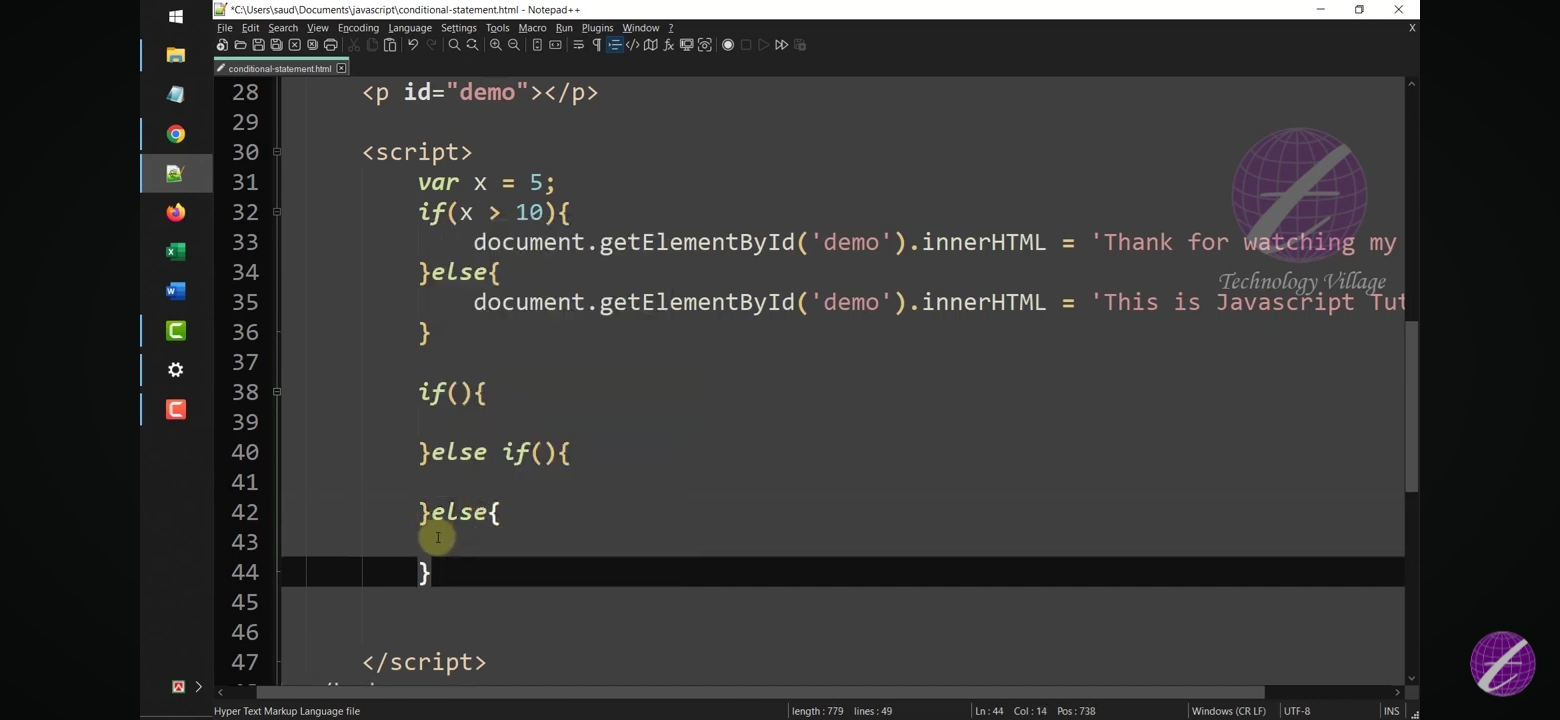 *C:\Users\saud\Documents\javascript\conditional-statement.html - Notepad++
File Edit Search View Encoding Language Settings Tools Macro Run Plugins Window ? X
conditional-statement.html
28 <p id="demo"></p>
29
30 <script>
31 var x = 5;
32 if(x > 10){
33 document.getElementById('demo').innerHTML = 'Thank for watching my
34 }else{
35 document.getElementById('demo').innerHTML = 'This is Javascript Tut
36 }
37
38 if(){
39
40 }else if(){
41
42 }else{
43
44 }
45
46
47 </script>
Technology Village
Hyper Text Markup Language file length : 779 lines : 49 Ln : 44 Col : 14 Pos : 738 Windows (CR LF) UTF-8 INS